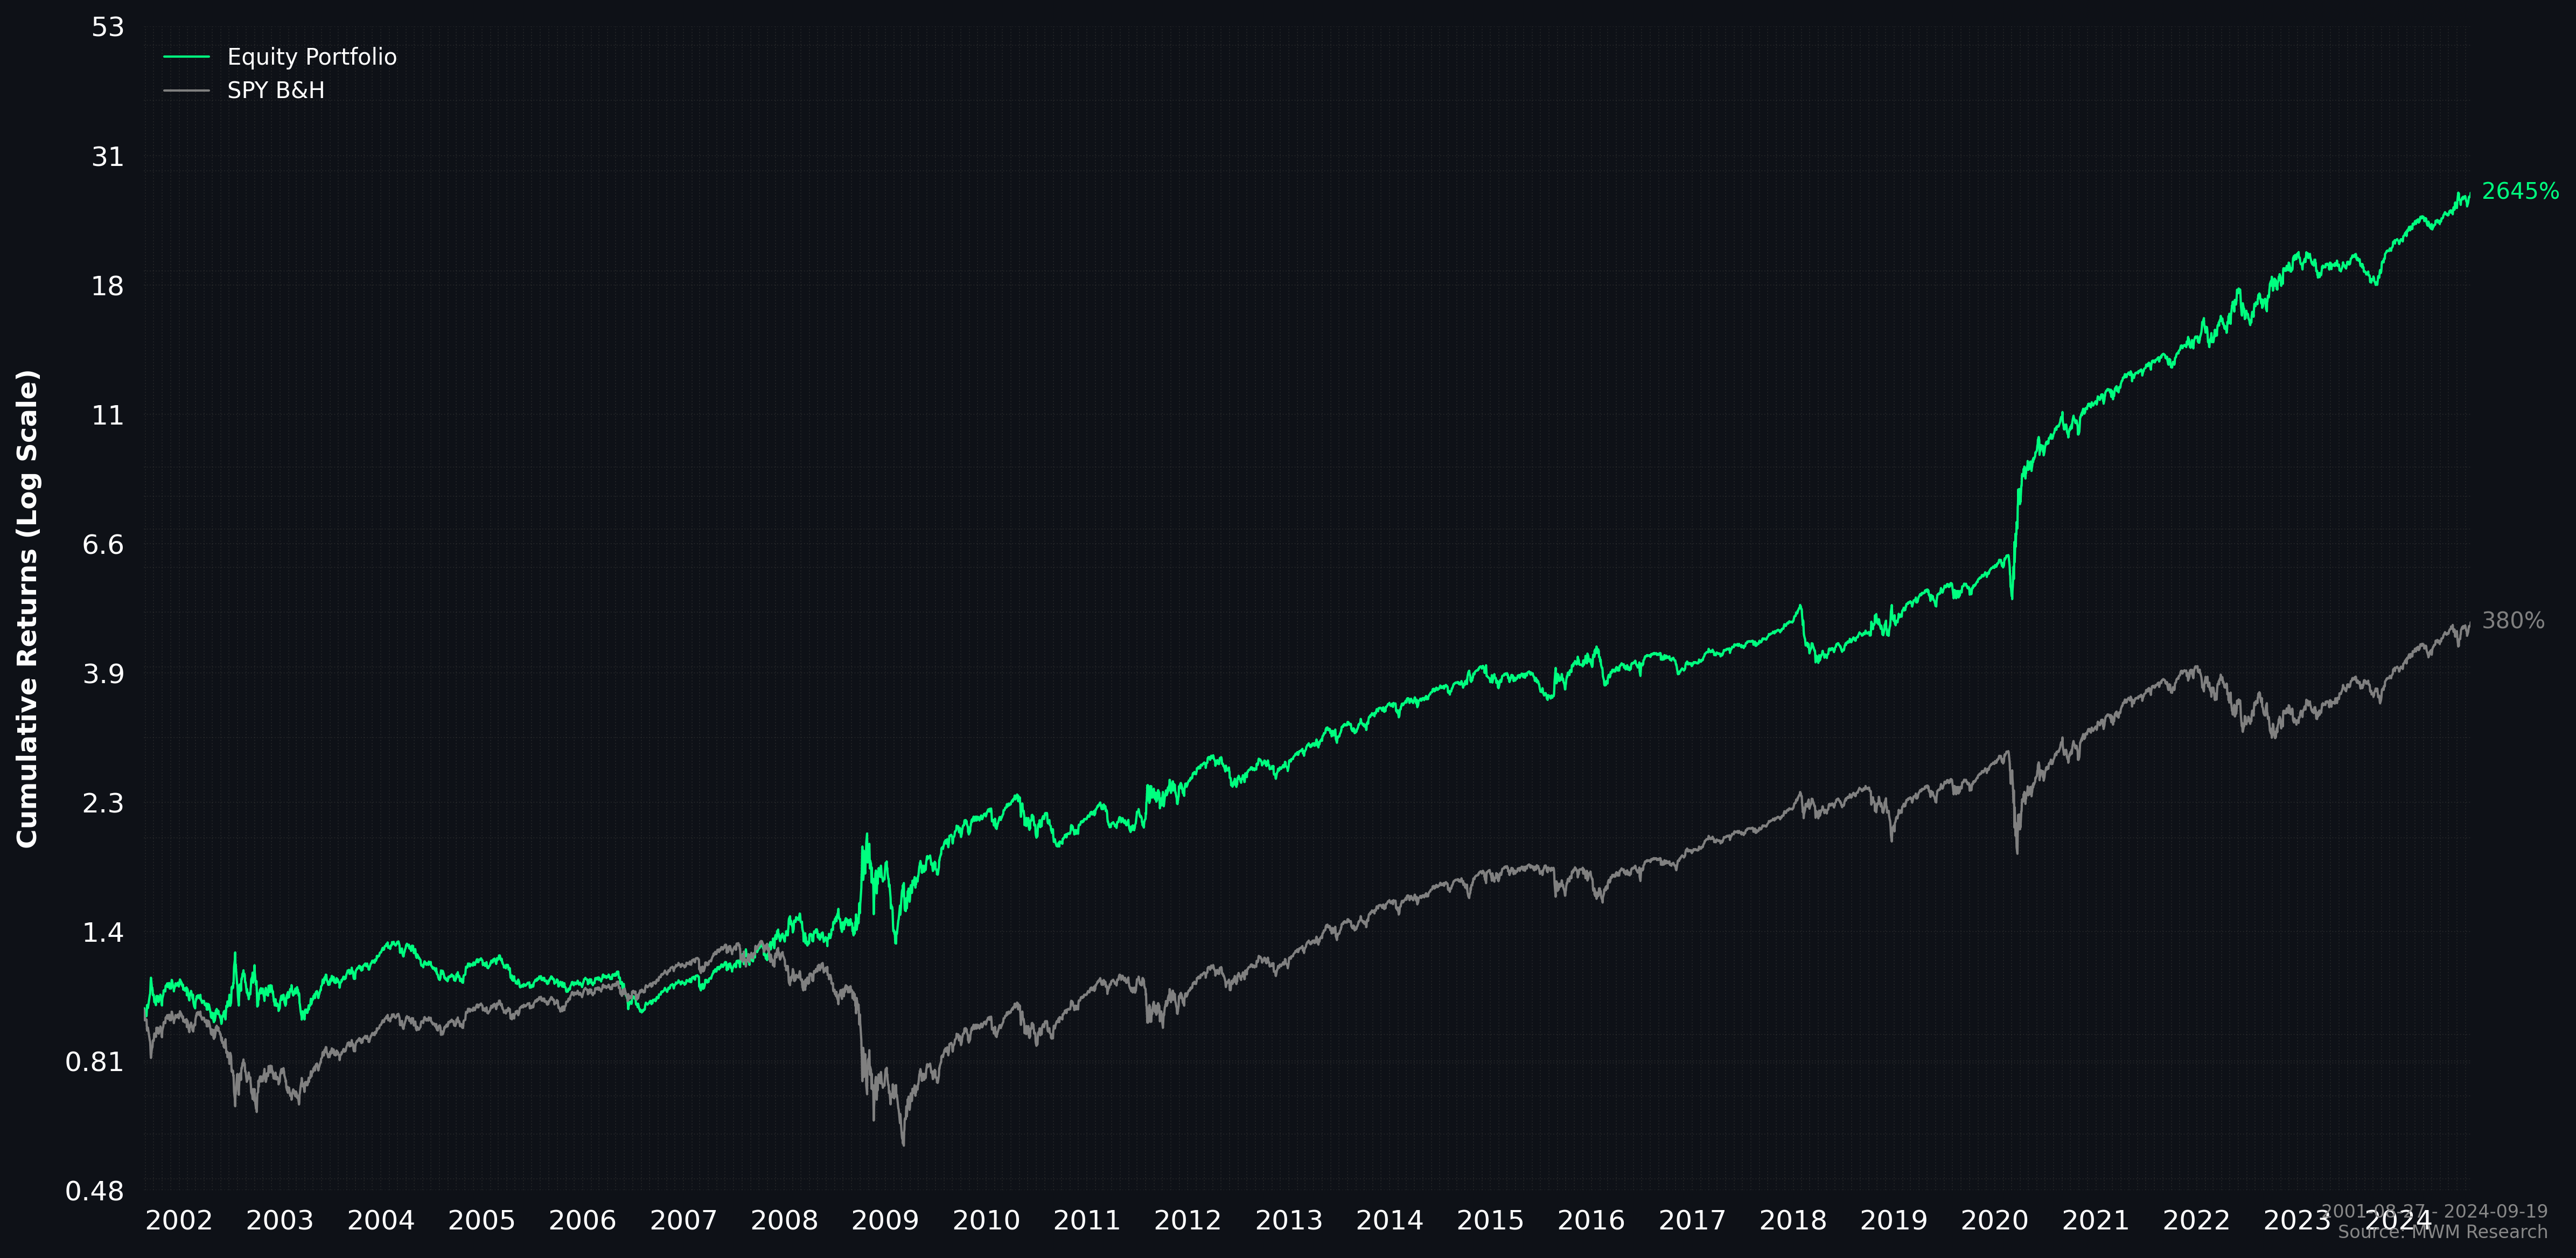 Equity Portfolio
SPY B&H
Cumulative Returns (Log Scale)
53
31
18
11
6.6
3.9
2.3
1.4
0.81
0.48
2645%
380%
2002 2003 2004 2005 2006 2007 2008 2009 2010 2011 2012 2013 2014 2015 2016 2017 2018 2019 2020 2021 2022 2023 2024
2001-08-27 - 2024-09-19
Source: MWM Research